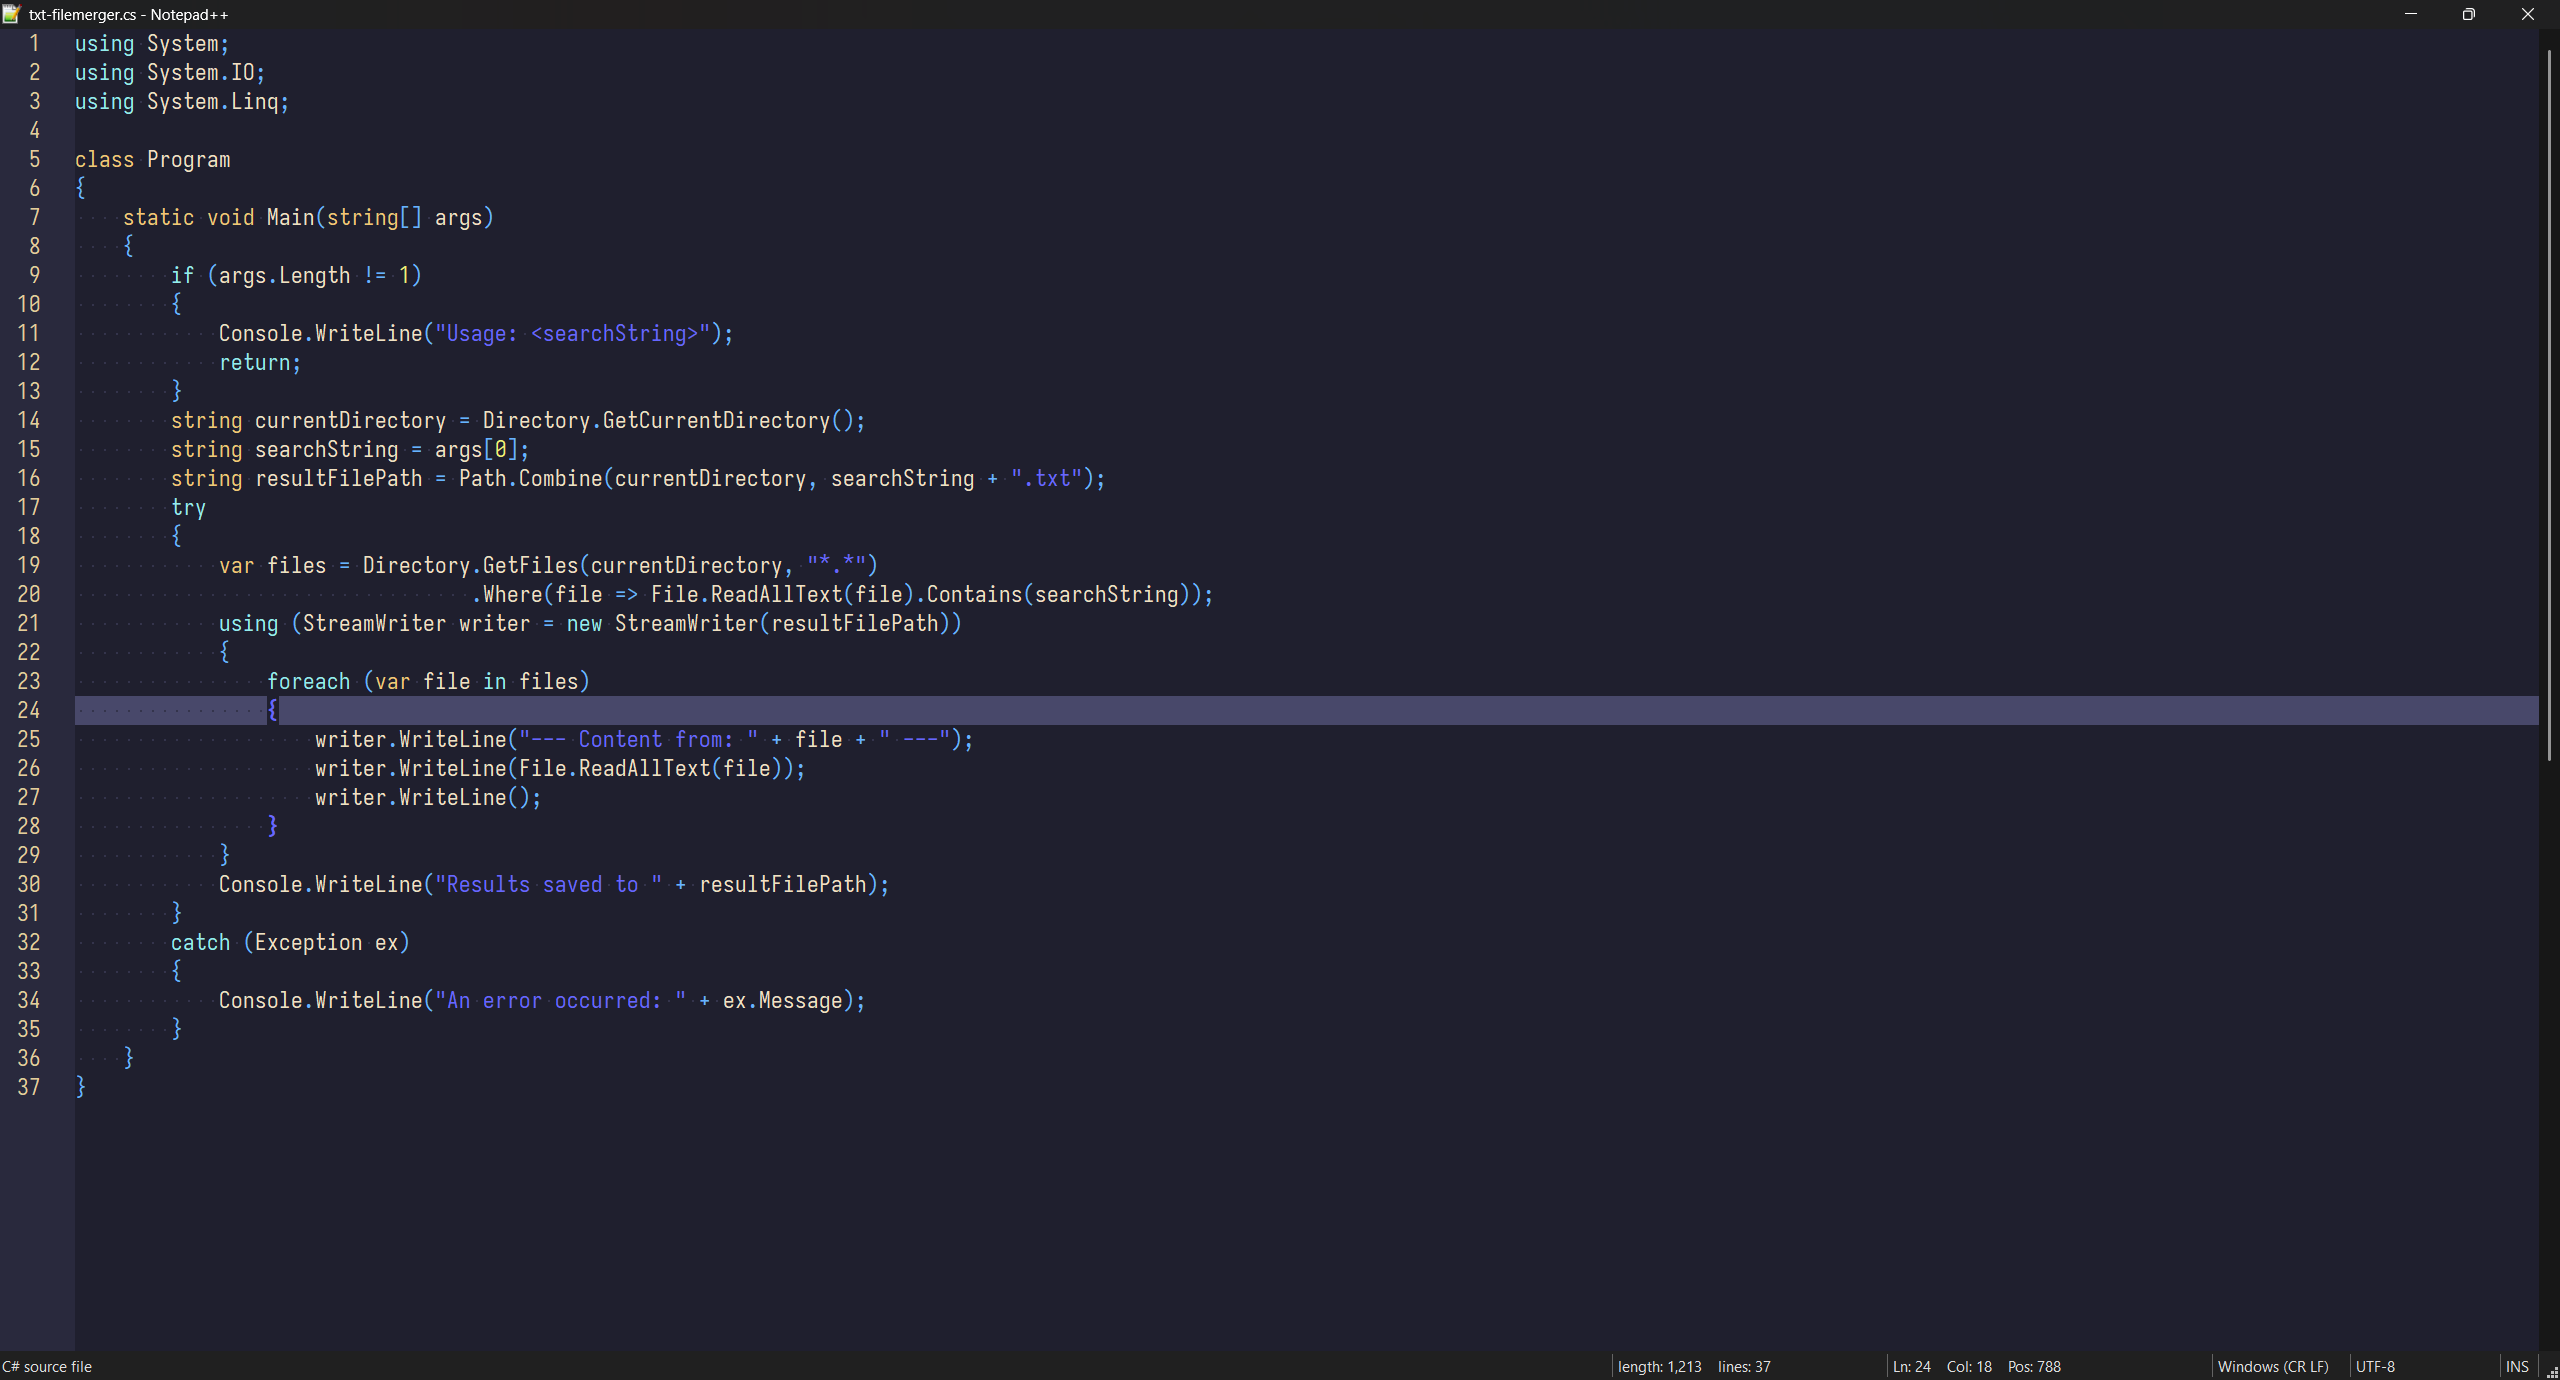 txt-filemerger.cs - Notepad++
1 using System;
2 using System.IO;
3 using System.Linq;
4
5 class Program
6 {
7     static void Main(string[] args)
8     {
9         if (args.Length != 1)
10         {
11             Console.WriteLine("Usage: <searchString>");
12             return;
13         }
14         string currentDirectory = Directory.GetCurrentDirectory();
15         string searchString = args[0];
16         string resultFilePath = Path.Combine(currentDirectory, searchString + ".txt");
17         try
18         {
19             var files = Directory.GetFiles(currentDirectory, "*.*")
20                                  .Where(file => File.ReadAllText(file).Contains(searchString));
21             using (StreamWriter writer = new StreamWriter(resultFilePath))
22             {
23                 foreach (var file in files)
24                 {
25                     writer.WriteLine("--- Content from: " + file + " ---");
26                     writer.WriteLine(File.ReadAllText(file));
27                     writer.WriteLine();
28                 }
29             }
30             Console.WriteLine("Results saved to " + resultFilePath);
31         }
32         catch (Exception ex)
33         {
34             Console.WriteLine("An error occurred: " + ex.Message);
35         }
36     }
37 }
C# source file length: 1,213 lines: 37 Ln: 24 Col: 18 Pos: 788 Windows (CR LF) UTF-8 INS